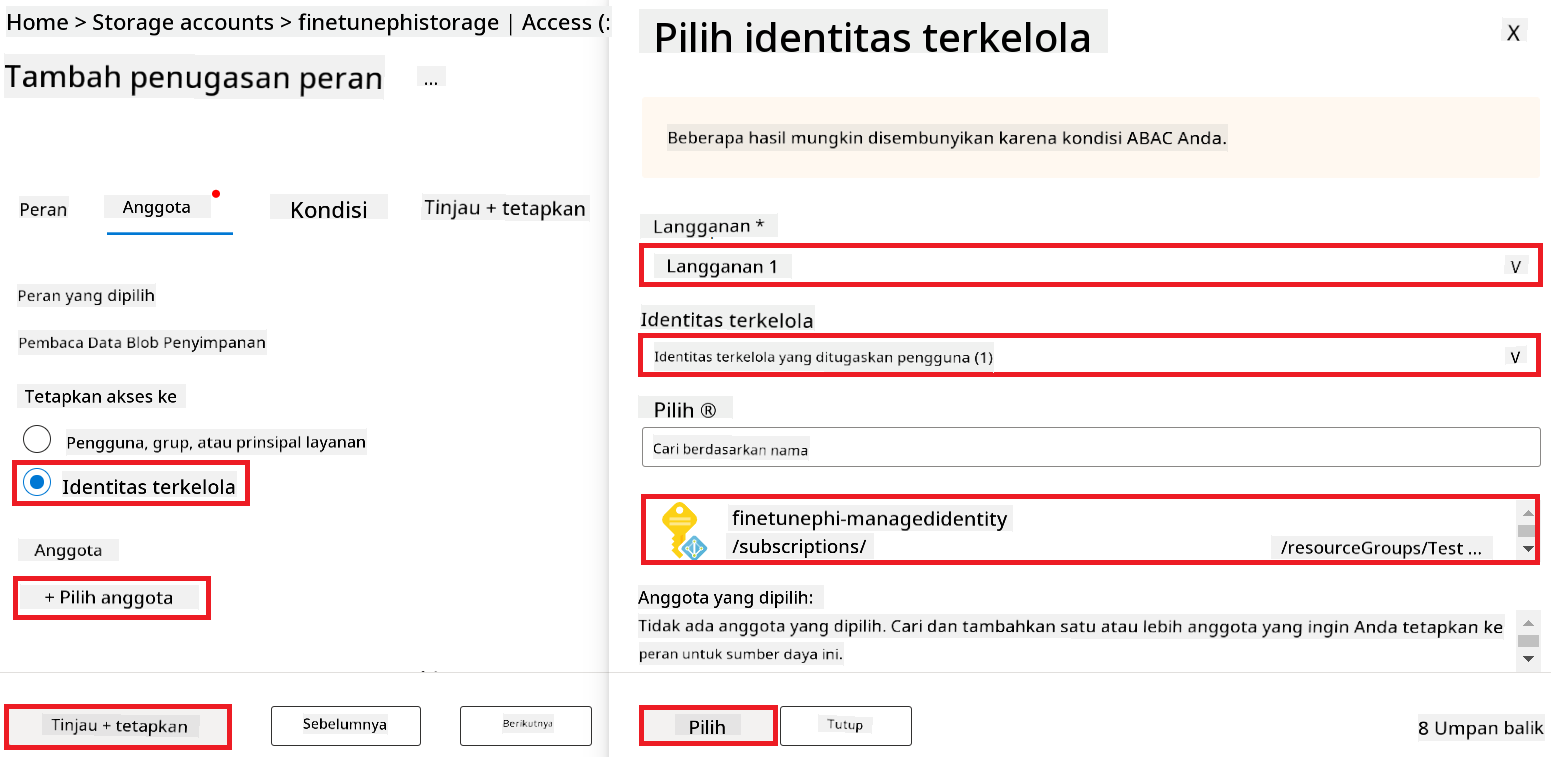 Home > Storage accounts > finetunephistorage | Access (
Tambah penugasan peran ...
Peran Anggota Kondisi Tinjau + tetapkan
Peran yang dipilih
Pembaca Data Blob Penyimpanan
Tetapkan akses ke
Pengguna, grup, atau prinsipal layanan
Identitas terkelola
Anggota
+ Pilih anggota
Tinjau + tetapkan Sebelumnya Berikutnya
Pilih identitas terkelola X
Beberapa hasil mungkin disembunyikan karena kondisi ABAC Anda.
Langganan *
Langganan 1 V
Identitas terkelola
Identitas terkelola yang ditugaskan pengguna (1) V
Pilih ®
Cari berdasarkan nama
finetunephi-managedidentity
/subscriptions/ /resourceGroups/Test ...
Anggota yang dipilih:
Tidak ada anggota yang dipilih. Cari dan tambahkan satu atau lebih anggota yang ingin Anda tetapkan ke
peran untuk sumber daya ini.
Pilih Tutup 8 Umpan balik